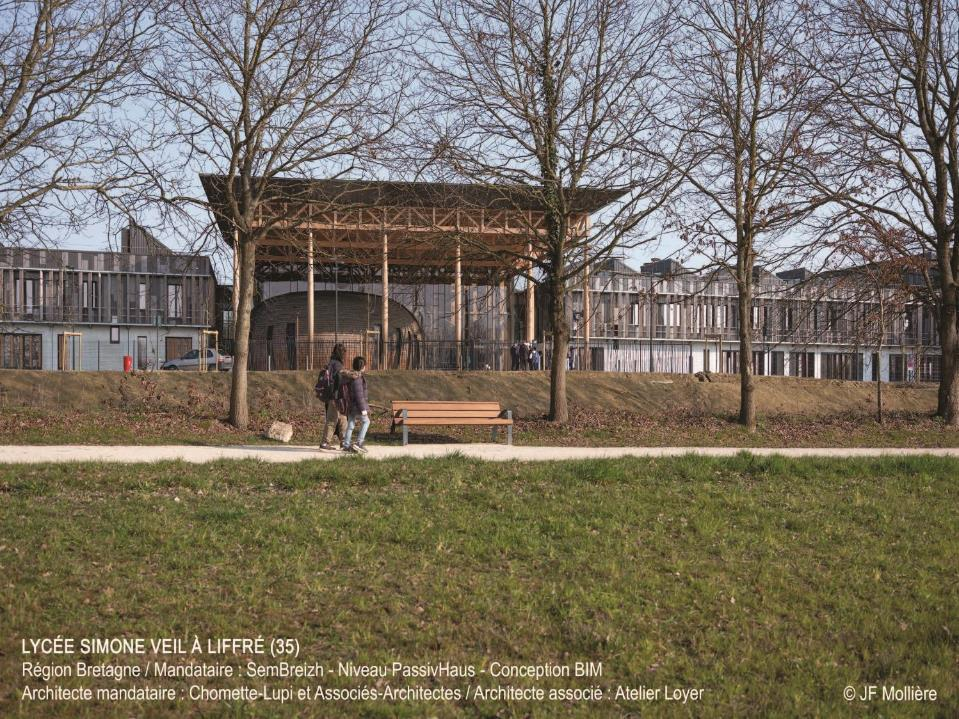 LYCÉE SIMONE VEIL À LIFFRÉ (35)
Région Bretagne / Mandataire : SemBreizh - Niveau PassivHaus - Conception BIM
Architecte mandataire : Chomette-Lupi et Associés-Architectes / Architecte associé : Atelier Loyer
© JF Mollière